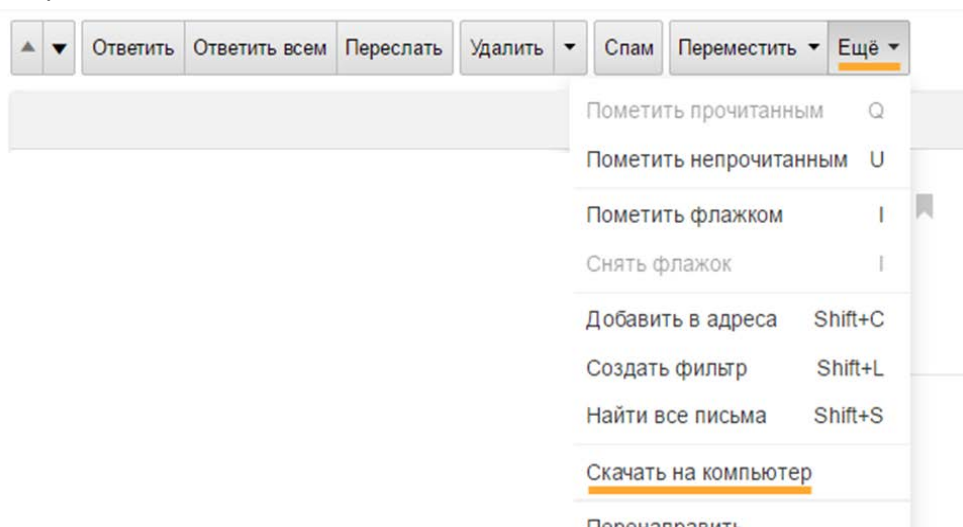 Ответить Ответить всем Переслать Удалить Спам Переместить Ещё
Пометить прочитанным Q
Пометить непрочитанным U
Пометить флажком I
Снять флажок I
Добавить в адреса Shift+C
Создать фильтр Shift+L
Найти все письма Shift+S
Скачать на компьютер
Перенаправить